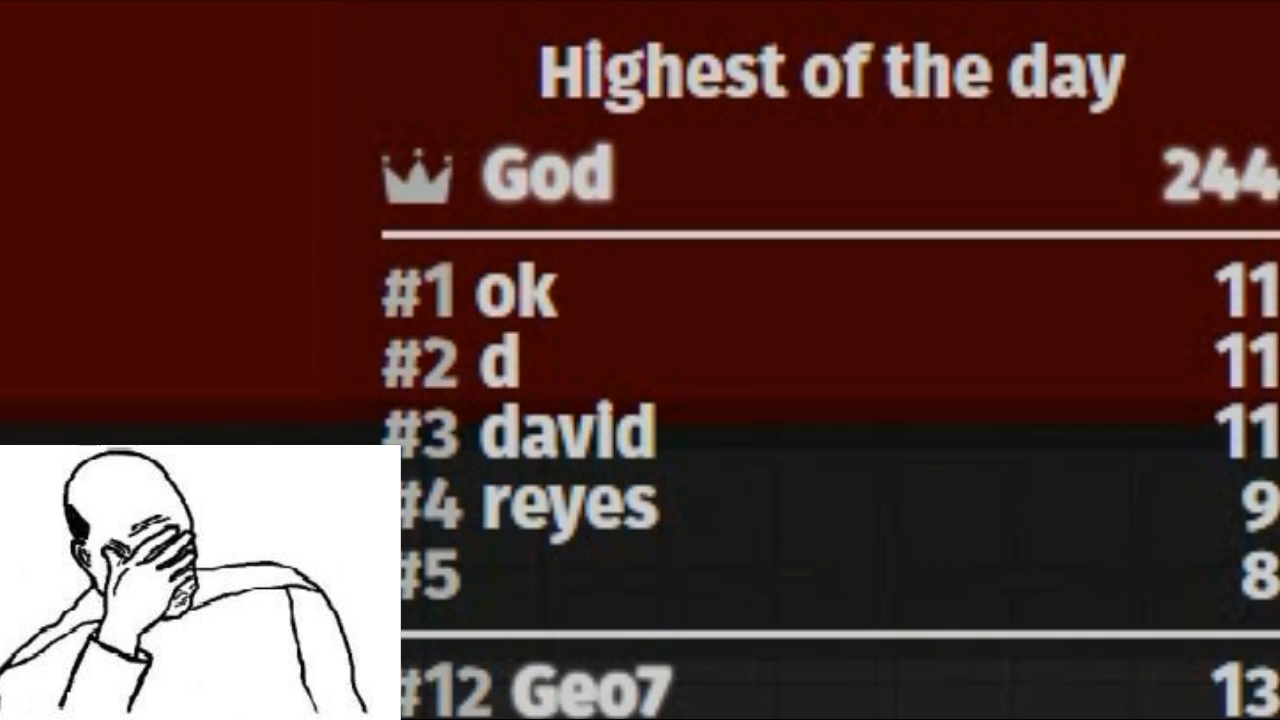 Highest of the day
God 244
#1 ok 11
#2 d 11
#3 david 11
#4 reyes 9
#5 8
#12 Geo7 13